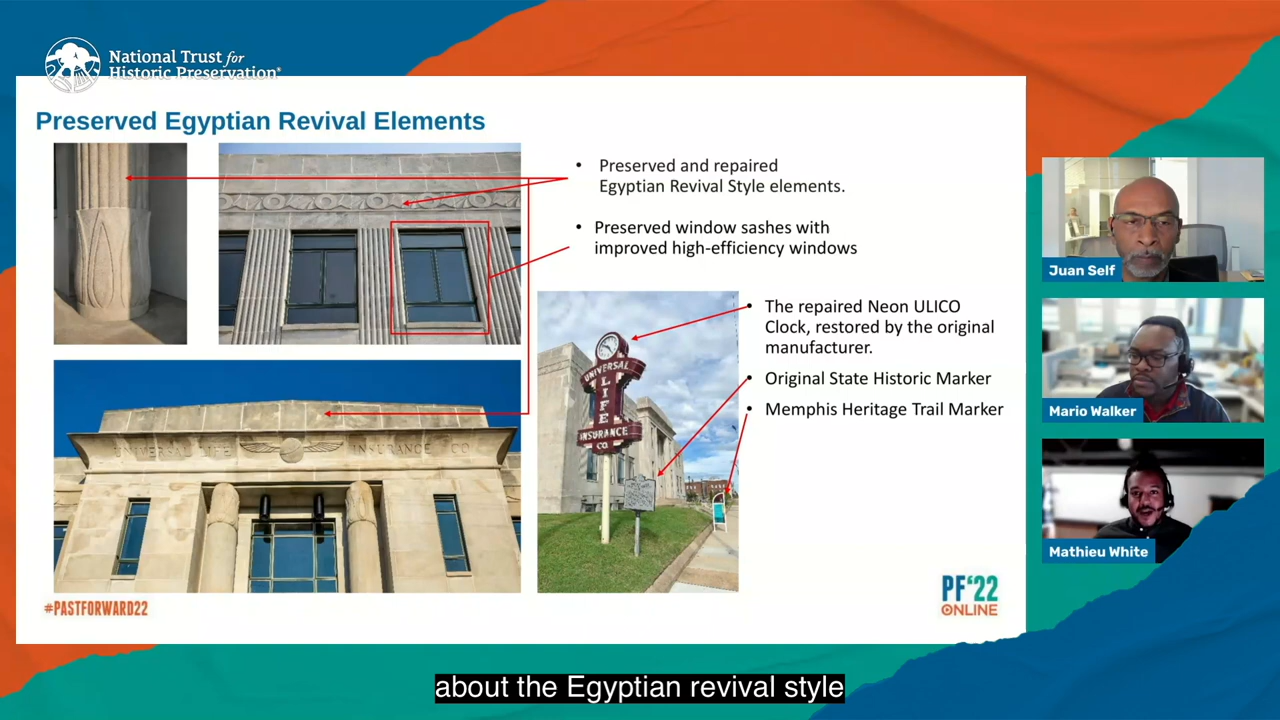 National Trust for
Historic Preservation®
Preserved Egyptian Revival Elements
• Preserved and repaired
Egyptian Revival Style elements.
• Preserved window sashes with
improved high-efficiency windows
• The repaired Neon ULICO
Clock, restored by the original
manufacturer.
• Original State Historic Marker
• Memphis Heritage Trail Marker
UNIVERSAL
LIFE
INSURANCE
CO.
UNIVERSAL LIFE INSURANCE CO
#PASTFORWARD22
PF'22
ONLINE
Juan Self
Mario Walker
Mathieu White
about the Egyptian revival style